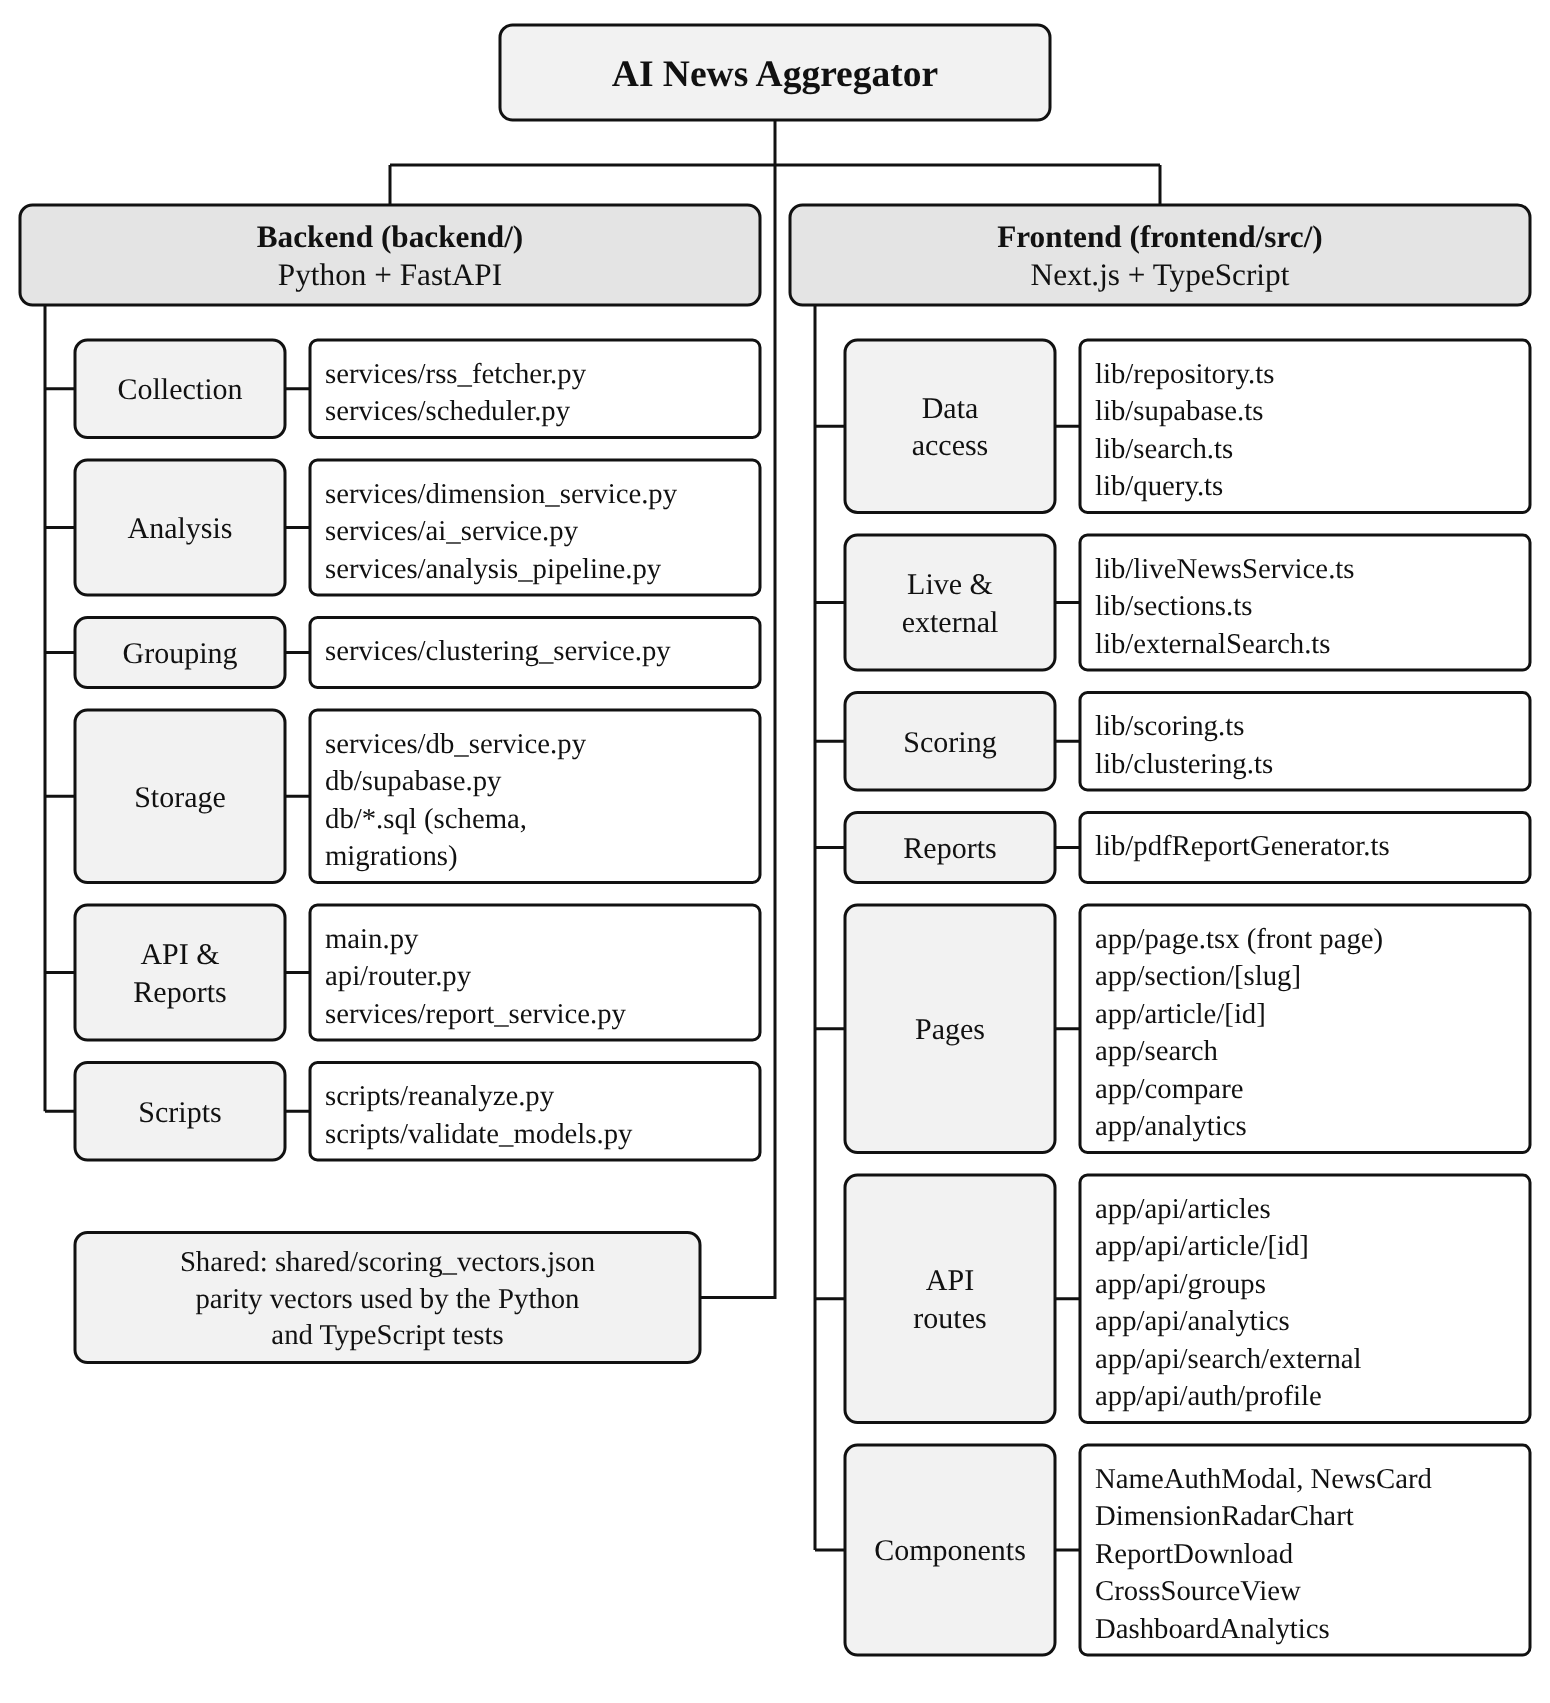 AI News Aggregator
Backend (backend/)
Python + FastAPI
Collection
services/rss_fetcher.py
services/scheduler.py
Analysis
services/dimension_service.py
services/ai_service.py
services/analysis_pipeline.py
Grouping
services/clustering_service.py
Storage
services/db_service.py
db/supabase.py
db/*.sql (schema,
migrations)
API &
Reports
main.py
api/router.py
services/report_service.py
Scripts
scripts/reanalyze.py
scripts/validate_models.py
Shared: shared/scoring_vectors.json
parity vectors used by the Python
and TypeScript tests
Frontend (frontend/src/)
Next.js + TypeScript
Data
access
lib/repository.ts
lib/supabase.ts
lib/search.ts
lib/query.ts
Live &
external
lib/liveNewsService.ts
lib/sections.ts
lib/externalSearch.ts
Scoring
lib/scoring.ts
lib/clustering.ts
Reports
lib/pdfReportGenerator.ts
Pages
app/page.tsx (front page)
app/section/[slug]
app/article/[id]
app/search
app/compare
app/analytics
API
routes
app/api/articles
app/api/article/[id]
app/api/groups
app/api/analytics
app/api/search/external
app/api/auth/profile
Components
NameAuthModal, NewsCard
DimensionRadarChart
ReportDownload
CrossSourceView
DashboardAnalytics